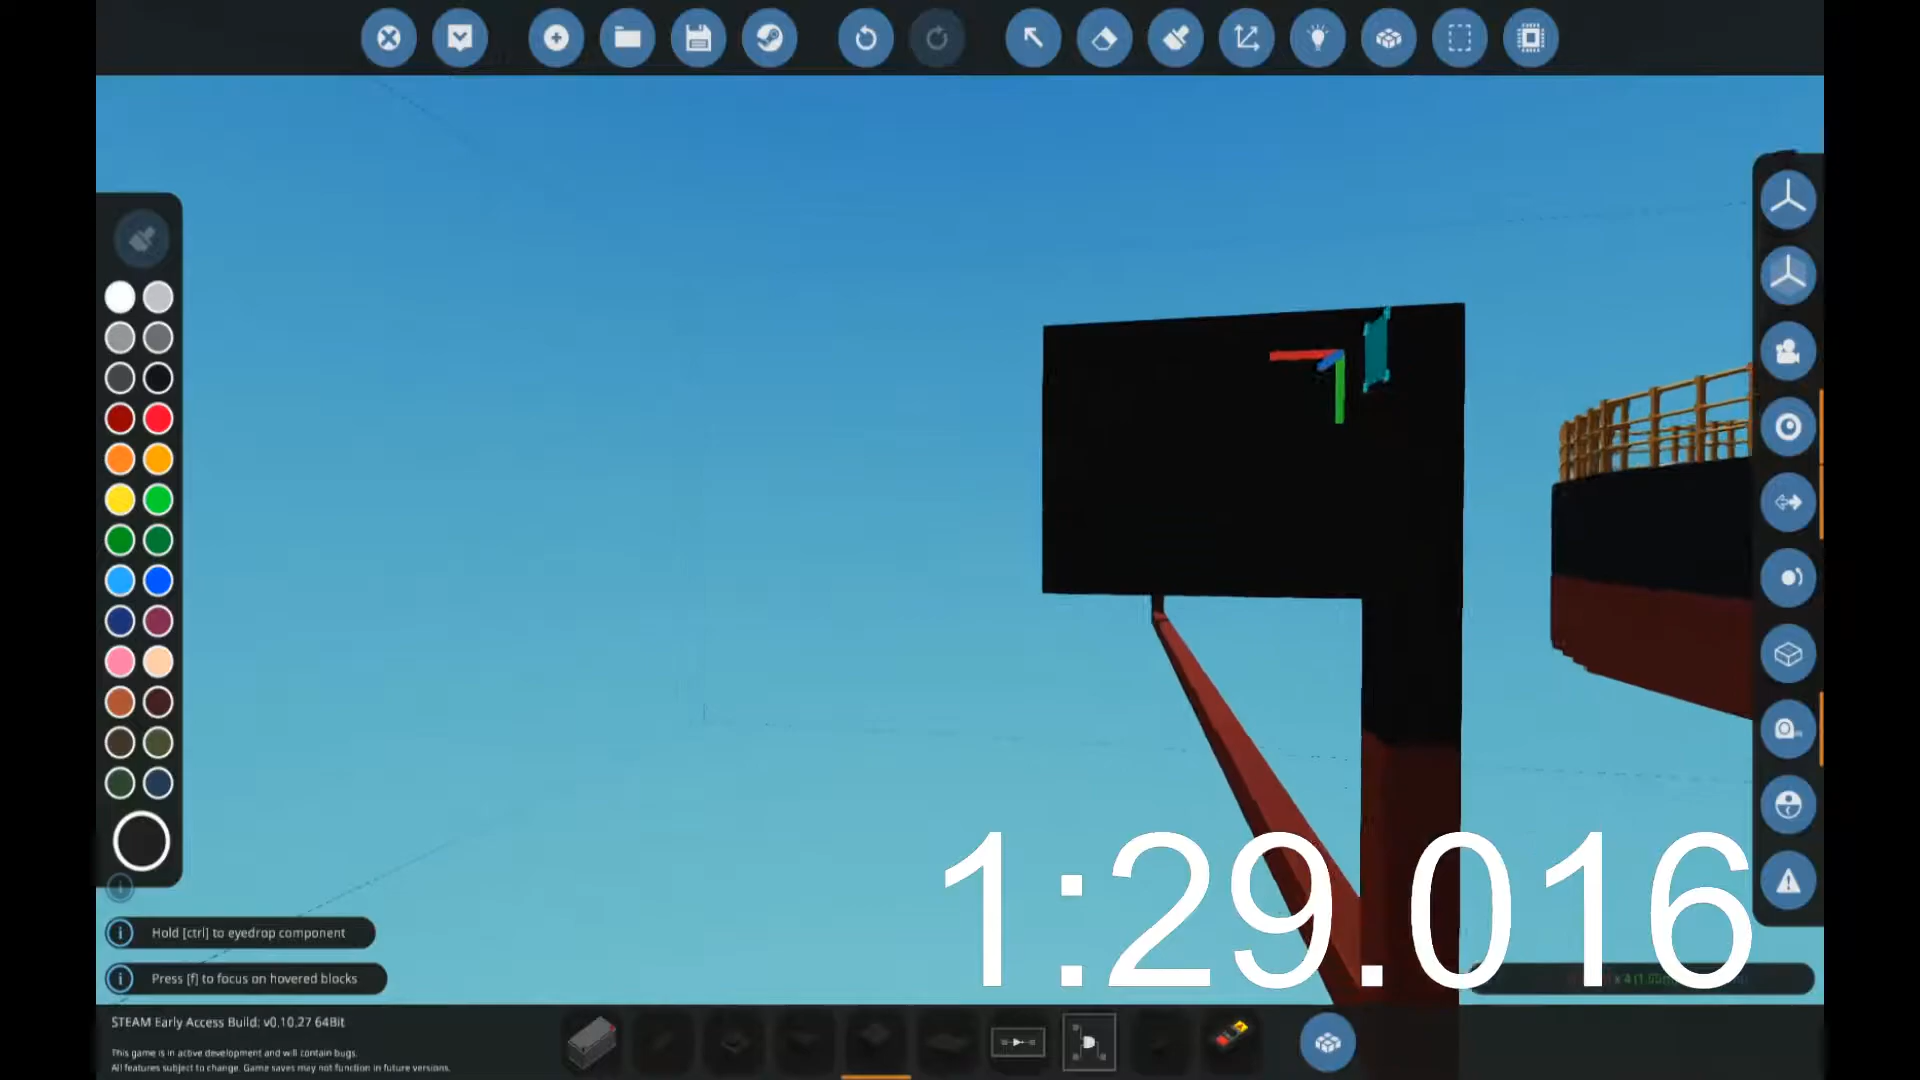 Hold [ctrl] to eyedrop component
Press [f] to focus on hovered blocks
1:29.016
STEAM Early Access Build: v0.10.27 64Bit
This game is in active development and will contain bugs.
All features subject to change. Game saves may not function in future versions.